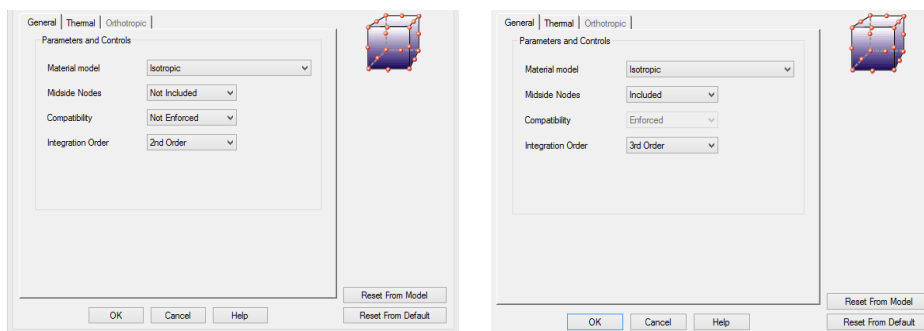 General Thermal Orthotropic
Parameters and Controls
Material model Isotropic
Midside Nodes Not Included
Compatibility Not Enforced
Integration Order 2nd Order
Reset From Model
OK Cancel Help Reset From Default
General Thermal Orthotropic
Parameters and Controls
Material model Isotropic
Midside Nodes Included
Compatibility Enforced
Integration Order 3rd Order
Reset From Model
OK Cancel Help Reset From Default